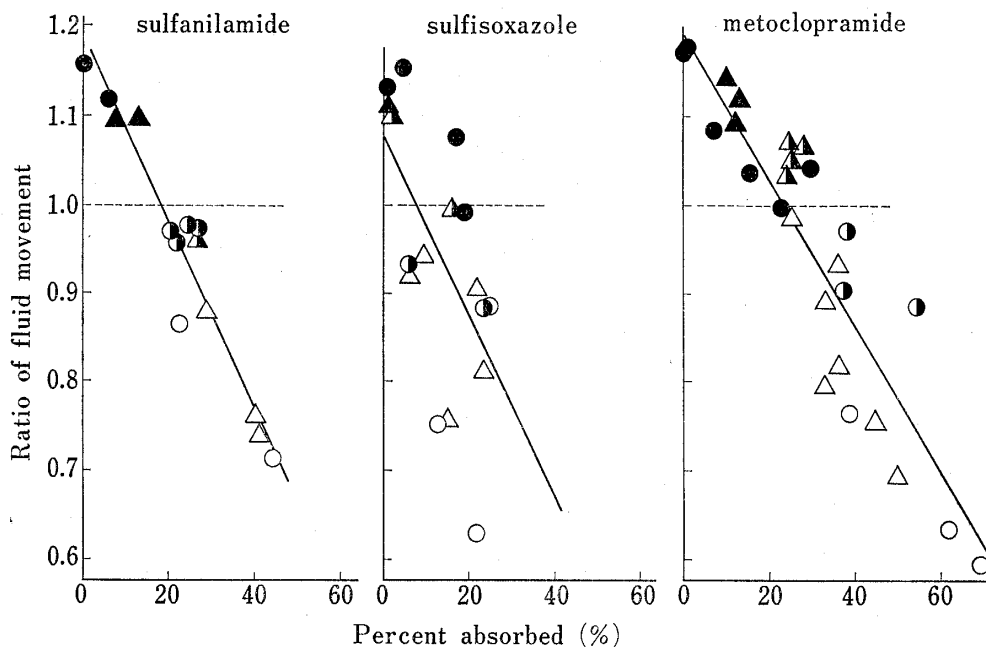 sulfanilamide
sulfisoxazole
metoclopramide
Ratio of fluid movement
1.2
1.1
1.0
0.9
0.8
0.7
0.6
0 20 40 60
0 20 40 60
0 20 40 60
Percent absorbed (%)